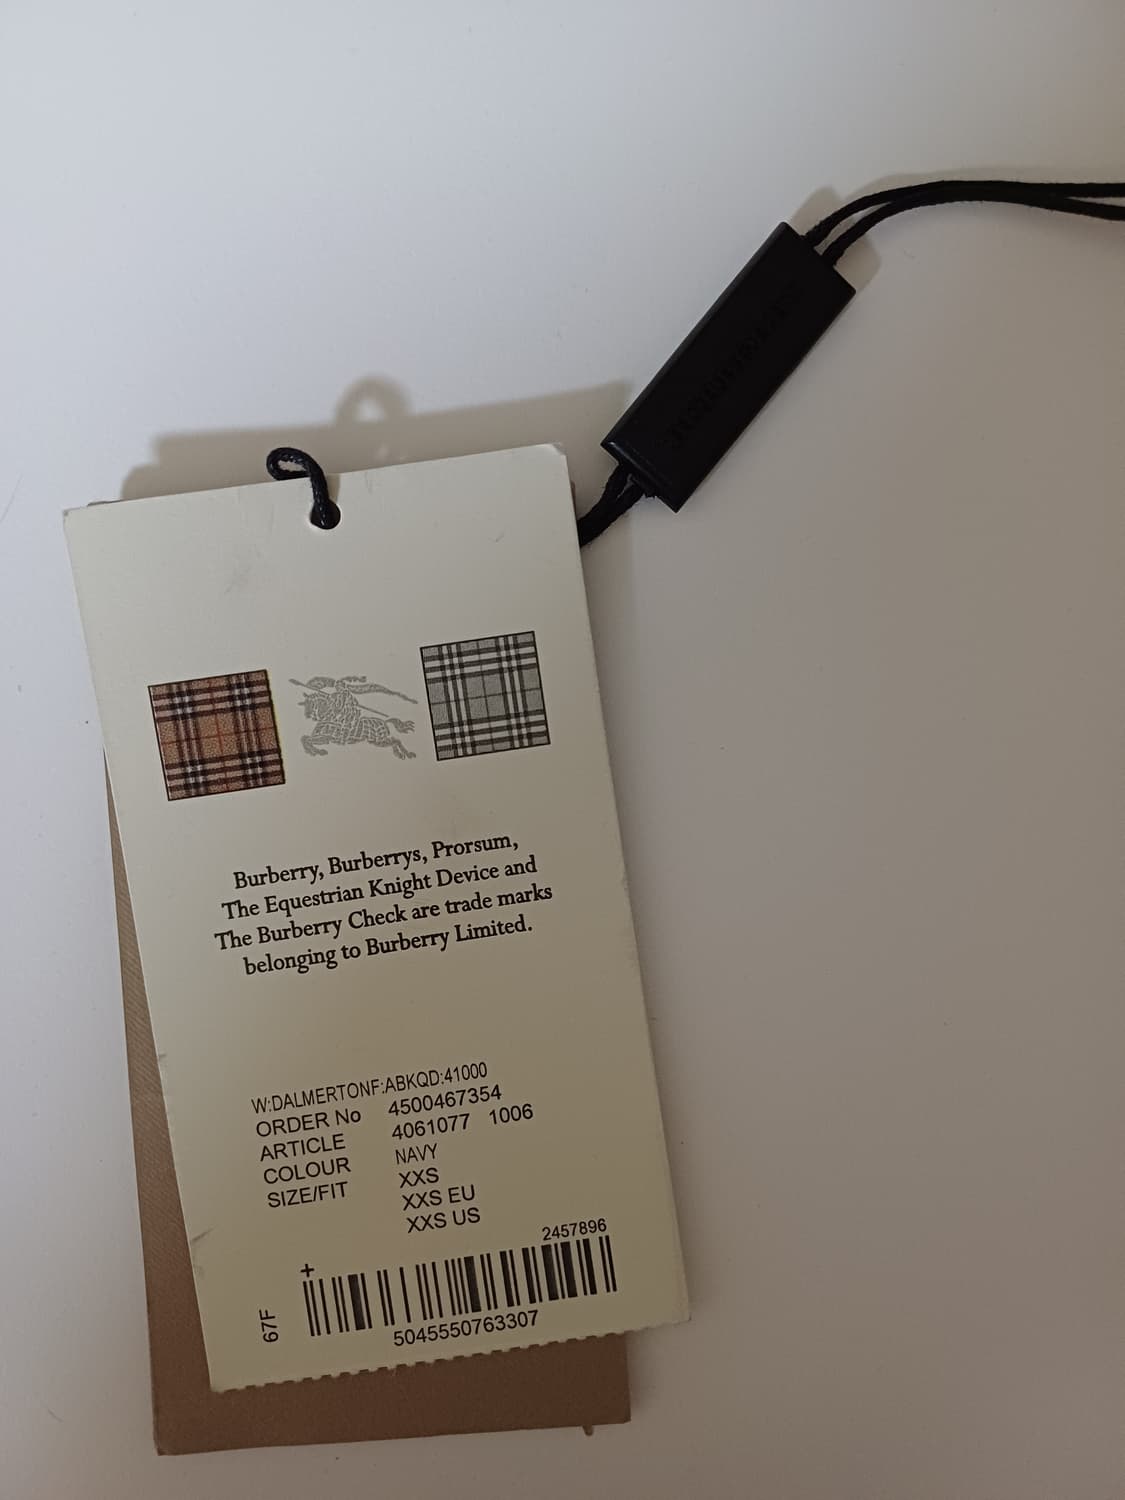 Burberry, Burberrys, Prorsum,
The Equestrian Knight Device and
The Burberry Check are trade marks
belonging to Burberry Limited.
W:DALMERTONF:ABKQD:41000
ORDER No 4500467354
ARTICLE 4061077 1006
COLOUR NAVY
SIZE/FIT XXS
XXS EU
XXS US
2457896
+
67F
5045550763307